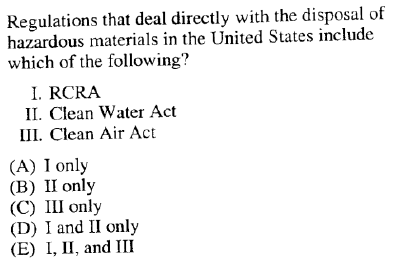 Regulations that deal directly with the disposal of
hazardous materials in the United States include
which of the following?
I. RCRA
II. Clean Water Act
III. Clean Air Act
(A) I only
(B) II only
(C) III only
(D) I and II only
(E) I, II, and III